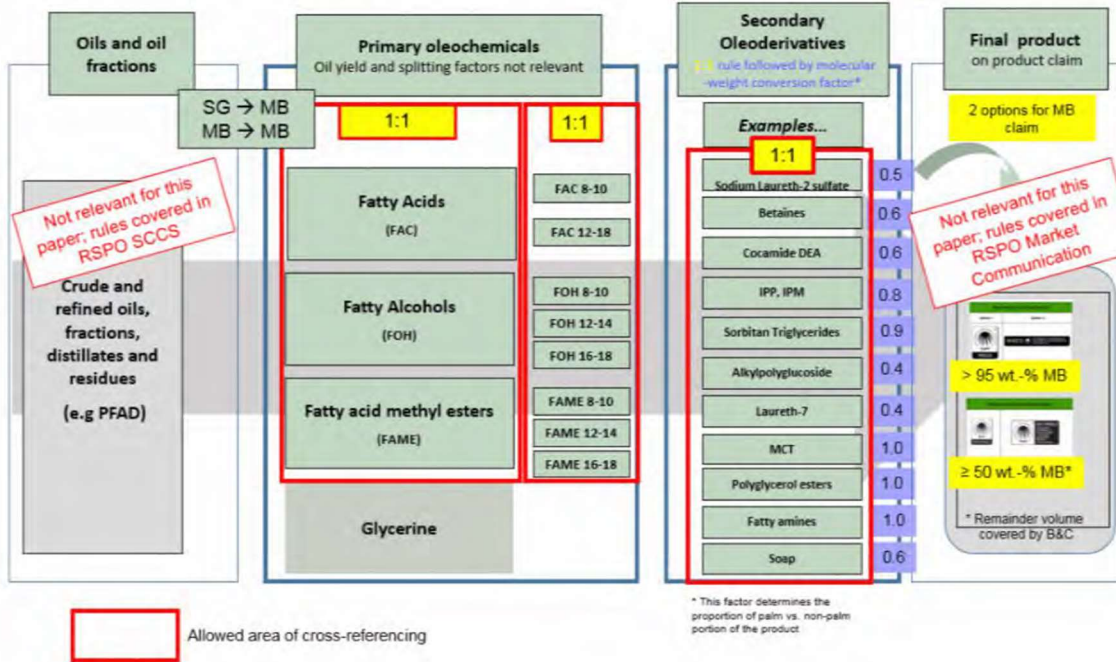 Oils and oil
fractions
Primary oleochemicals
Oil yield and splitting factors not relevant
Secondary
Oleoderivatives
1:1 rule followed by molecular
-weight conversion factor*
Final product
on product claim
SG → MB
MB → MB
1:1
1:1
Examples...
1:1
2 options for MB
claim
Not relevant for this
paper; rules covered in
RSPO SCCS
Crude and
refined oils,
fractions,
distillates and
residues
(e.g PFAD)
Fatty Acids
(FAC)
Fatty Alcohols
(FOH)
Fatty acid methyl esters
(FAME)
Glycerine
FAC 8-10
FAC 12-18
FOH 8-10
FOH 12-14
FOH 16-18
FAME 8-10
FAME 12-14
FAME 16-18
Sodium Laureth-2 sulfate 0.5
Betaines 0.6
Cocamide DEA 0.6
IPP, IPM 0.8
Sorbitan Triglycerides 0.9
Alkylpolyglucoside 0.4
Laureth-7 0.4
MCT 1.0
Polyglycerol esters 1.0
Fatty amines 1.0
Soap 0.6
* This factor determines the
proportion of palm vs. non-palm
portion of the product
Not relevant for this
paper; rules covered in
RSPO Market
Communication
> 95 wt.-% MB
≥ 50 wt.-% MB*
* Remainder volume
covered by B&C
Allowed area of cross-referencing